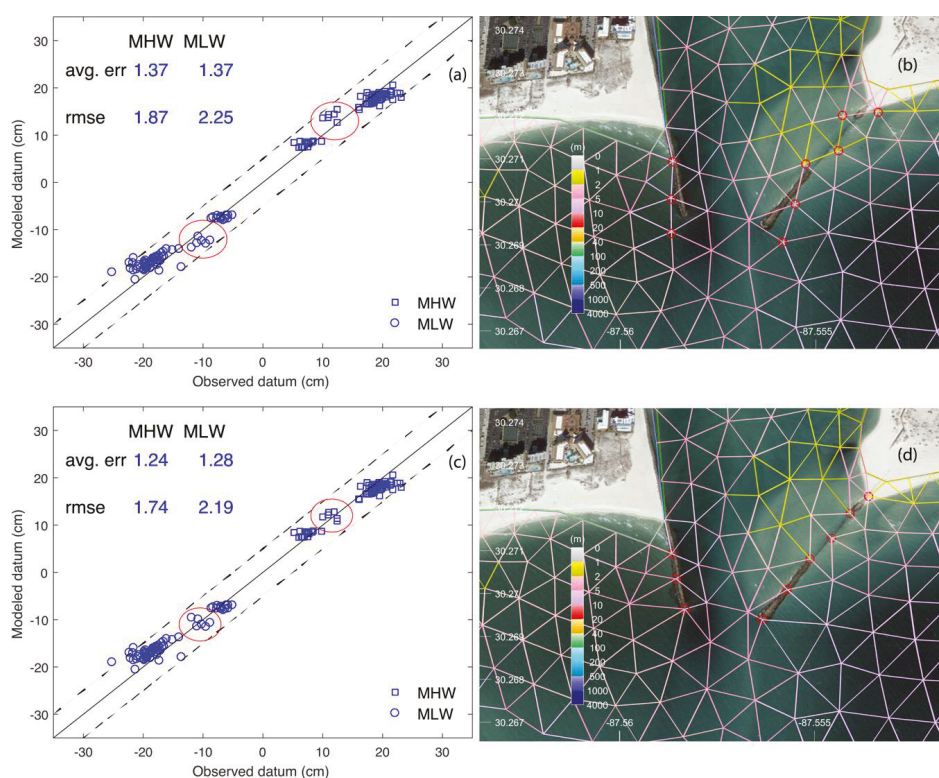 (a)
MHW MLW
avg. err 1.37 1.37
rmse 1.87 2.25
30
20
10
0
-10
-20
-30
Modeled datum (cm)
MHW
MLW
-30 -20 -10 0 10 20 30
Observed datum (cm)
(b)
30.274
30.273
30.271
30.27
30.269
30.268
30.267
-87.56 -87.555
(m)
0
1
2
5
10
20
40
100
200
500
1000
4000
(c)
MHW MLW
avg. err 1.24 1.28
rmse 1.74 2.19
30
20
10
0
-10
-20
-30
Modeled datum (cm)
MHW
MLW
-30 -20 -10 0 10 20 30
Observed datum (cm)
(d)
30.274
30.273
30.271
30.27
30.269
30.268
30.267
-87.56 -87.555
(m)
0
1
2
5
10
20
40
100
200
500
1000
4000